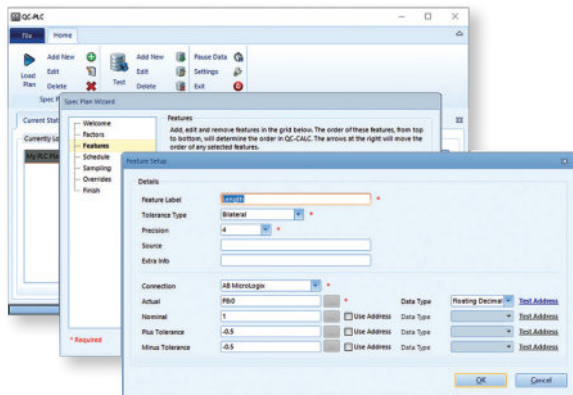 QC-PLC
File Home
Add New Add New Pause Data
Load Plan Edit Test Edit Settings
Delete Delete Exit
Spec P
Current Stat
Spec Plan Wizard
Currently Lo
My PLC Pla
Welcome
Factors
Features
Schedule
Sampling
Overrides
Finish
Features
Add, edit and remove features in the grid below. The order of these features, from top
to bottom, will determine the order in QC-CALC. The arrows at the right will move the
order of any selected features.
* Required
Feature Setup
Details
Feature Label Length *
Tolerance Type Bilateral *
Precision 4 *
Source
Extra Info
Connection AB MicroLogix *
Actual F8:0 ... * Data Type Floating Decimal Test Address
Nominal 1 ... Use Address Data Type Test Address
Plus Tolerance -0.5 ... Use Address Data Type Test Address
Minus Tolerance -0.5 ... Use Address Data Type Test Address
OK Cancel